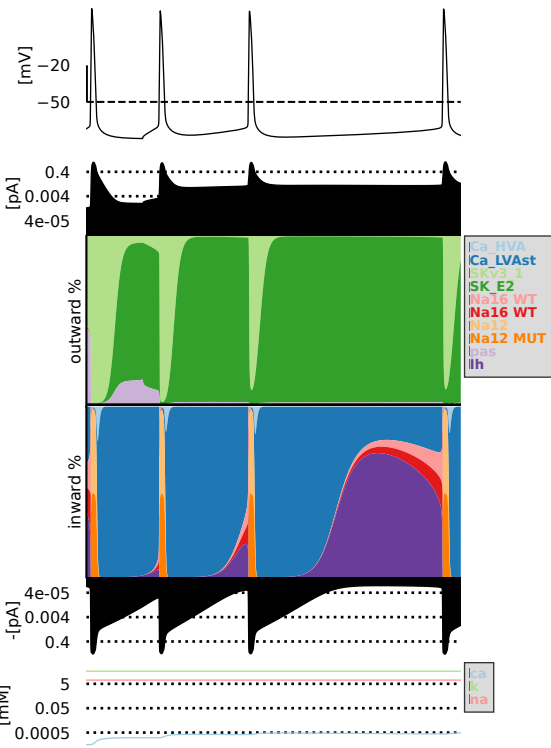 [mV]
−20
−50
[pA]
0.4
0.004
4e-05
outward %
Ca_HVA
Ca_LVAst
SKv3_1
SK_E2
Na16 WT
Na16 WT
Na12
Na12 MUT
pas
Ih
inward %
-[pA]
4e-05
0.004
0.4
[mM]
5
0.05
0.0005
ca
k
na